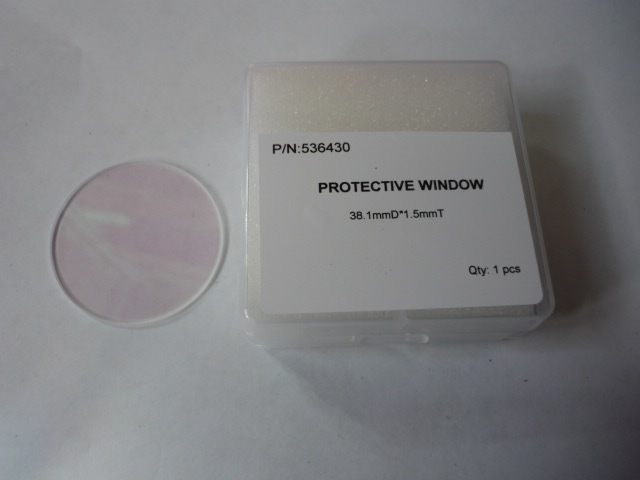 P/N:536430
PROTECTIVE WINDOW
38.1mmD*1.5mmT
Qty: 1 pcs